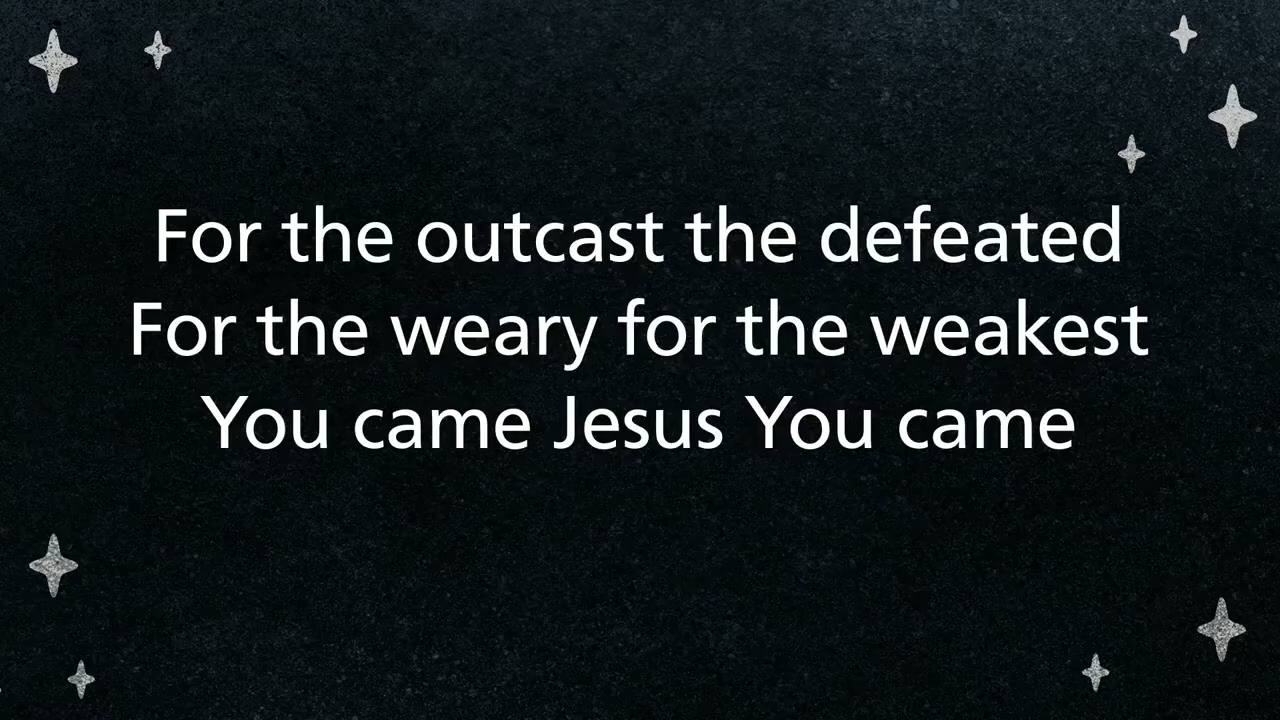 For the outcast the defeated
For the weary for the weakest
You came Jesus You came